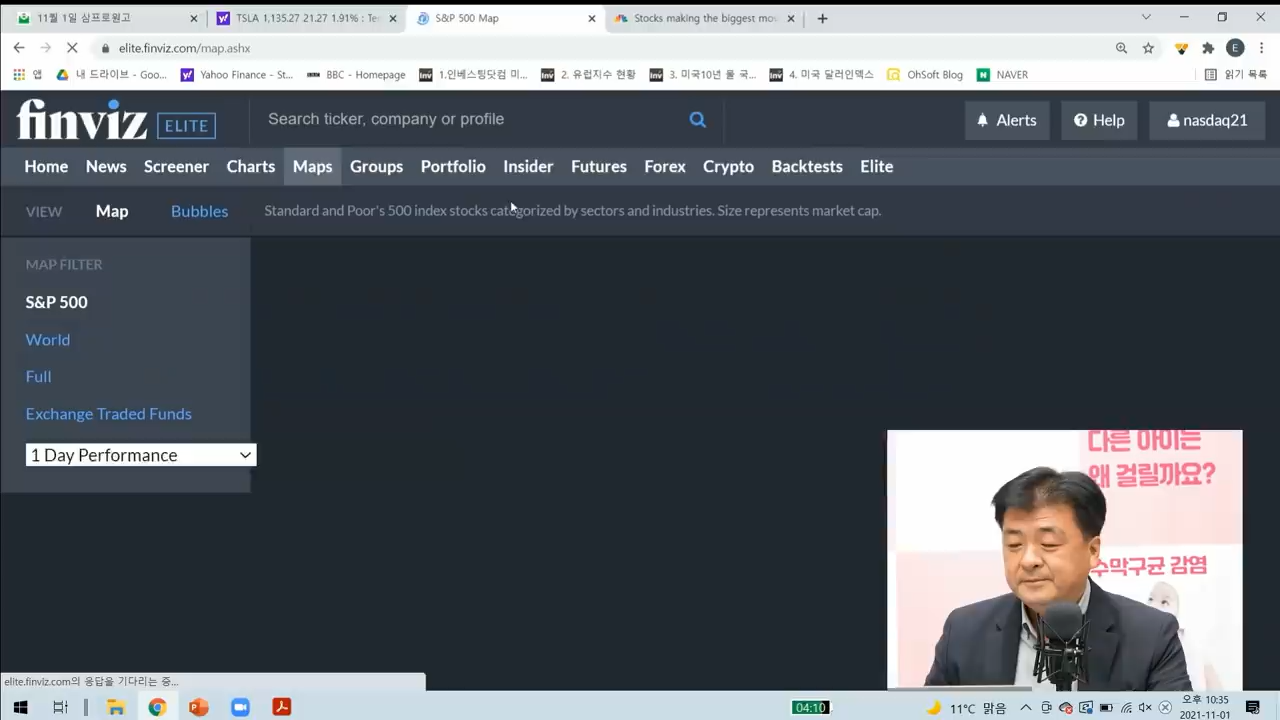 11월 1일 삼프로원고
TSLA 1,135.27 21.27 1.91% : Te
S&P 500 Map
Stocks making the biggest mo
elite.finviz.com/map.ashx
E
앱
내 드라이브 - Goo...
Yahoo Finance - St...
BBC - Homepage
1.인베스팅닷컴 미...
2. 유럽지수 현황
3. 미국10년 물 국...
4. 미국 달러인덱스
OhSoft Blog
NAVER
읽기 목록
finviz ELITE
Search ticker, company or profile
Alerts
Help
nasdaq21
Home News Screener Charts Maps Groups Portfolio Insider Futures Forex Crypto Backtests Elite
VIEW Map Bubbles Standard and Poor's 500 index stocks categorized by sectors and industries. Size represents market cap.
MAP FILTER
S&P 500
World
Full
Exchange Traded Funds
1 Day Performance
다른 아이는
왜 걸릴까요?
수막구균 감염
elite.finviz.com의 응답을 기다리는 중...
04:10
11°C 맑음
오후 10:35
2021-11-01